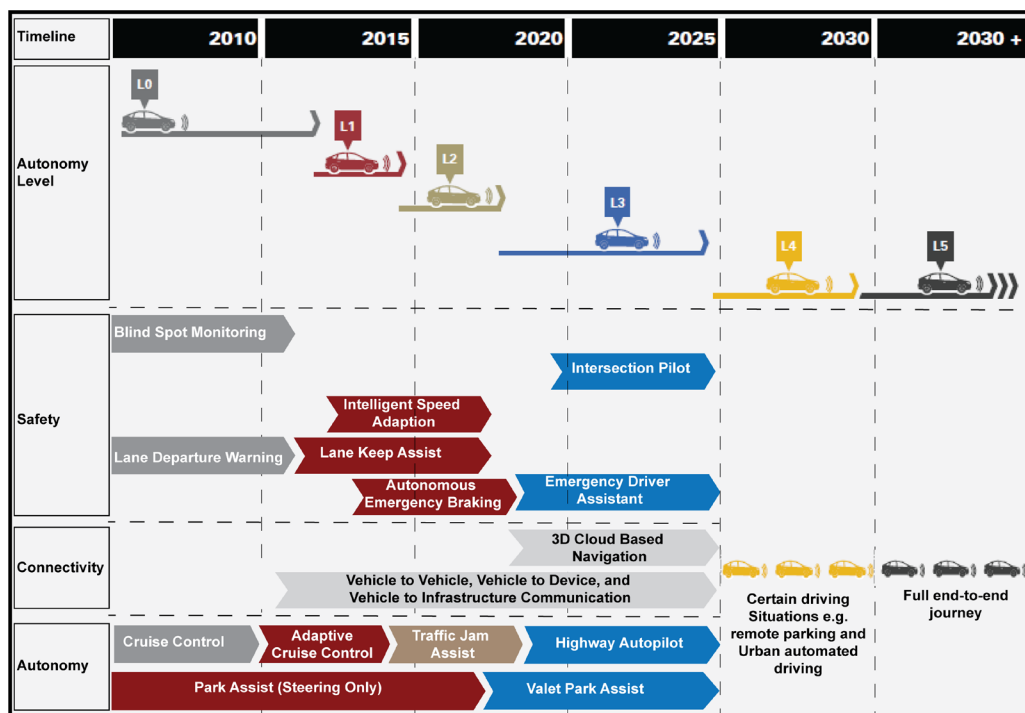 Timeline
2010
2015
2020
2025
2030
2030 +
Autonomy
Level
L0
L1
L2
L3
L4
L5
Safety
Blind Spot Monitoring
Intersection Pilot
Intelligent Speed
Adaption
Lane Departure Warning
Lane Keep Assist
Autonomous
Emergency Braking
Emergency Driver
Assistant
Connectivity
3D Cloud Based
Navigation
Vehicle to Vehicle, Vehicle to Device, and
Vehicle to Infrastructure Communication
Certain driving
Situations e.g.
remote parking and
Urban automated
driving
Full end-to-end
journey
Autonomy
Cruise Control
Adaptive
Cruise Control
Traffic Jam
Assist
Highway Autopilot
Park Assist (Steering Only)
Valet Park Assist